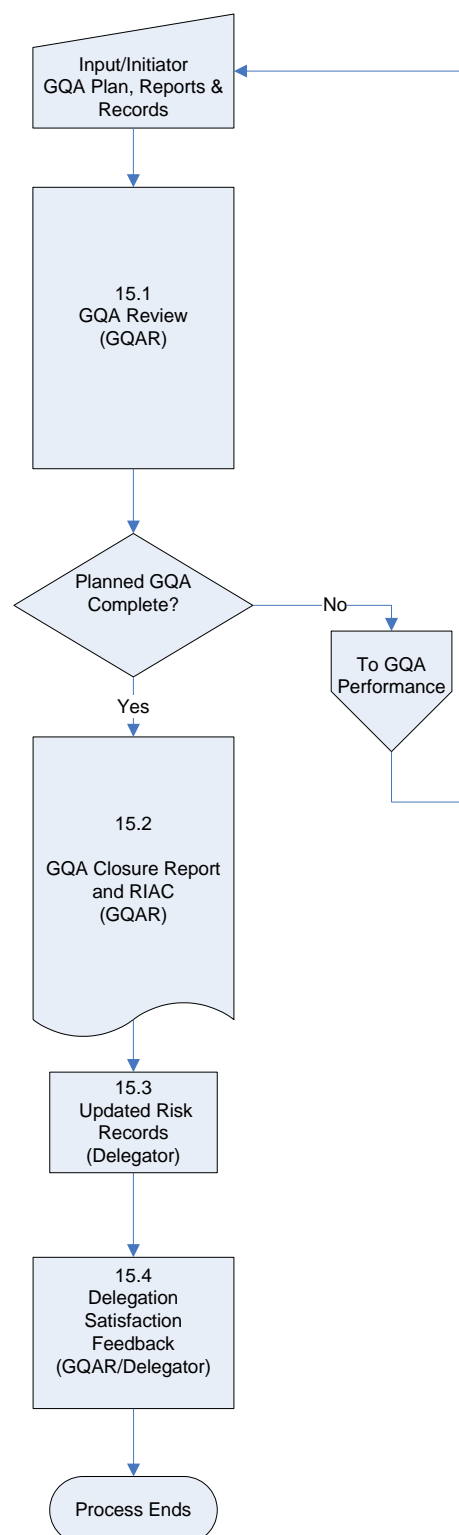 Input/Initiator
GQA Plan, Reports &
Records
15.1
GQA Review
(GQAR)
Planned GQA
Complete?
No
To GQA
Performance
Yes
15.2
GQA Closure Report
and RIAC
(GQAR)
15.3
Updated Risk
Records
(Delegator)
15.4
Delegation
Satisfaction
Feedback
(GQAR/Delegator)
Process Ends